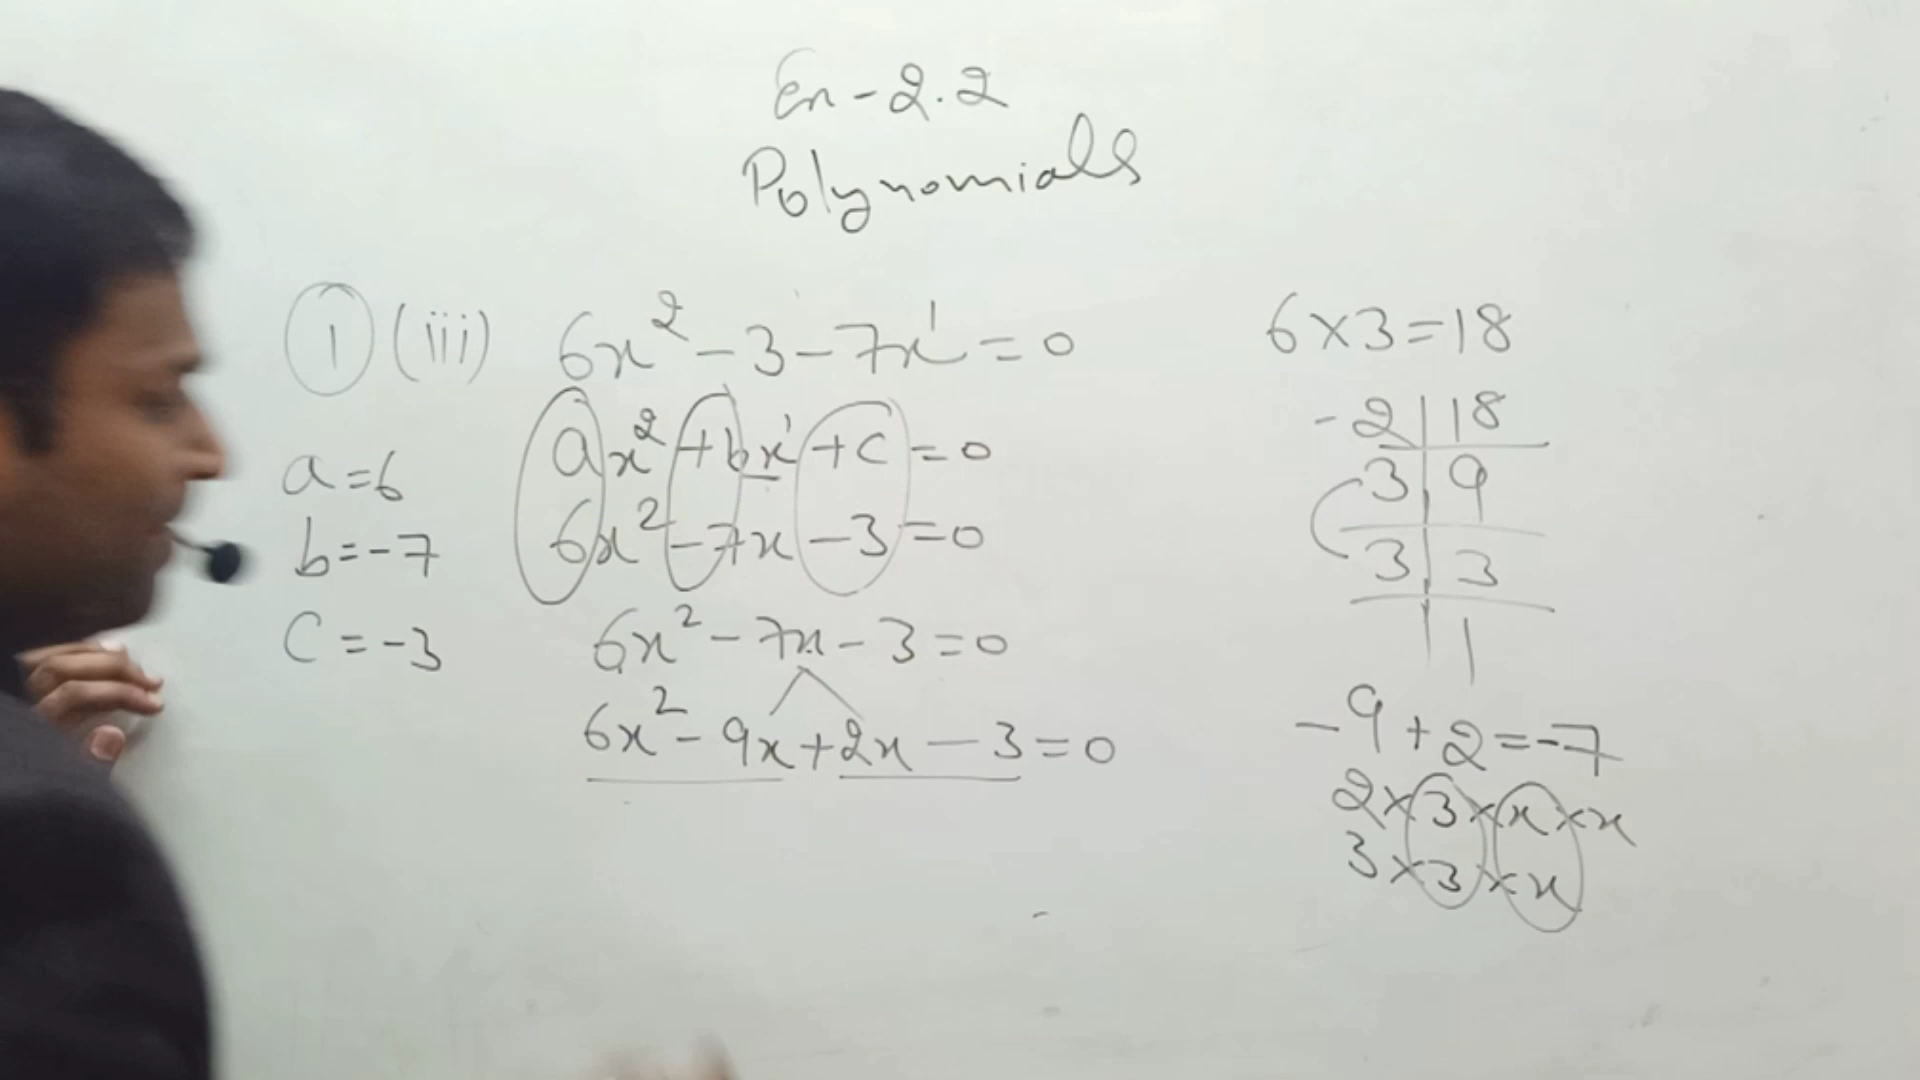 Ex-2.2
Polynomials
① (iii) 6x² - 3 - 7x¹ = 0
ax² + bx¹ + c = 0
6x² - 7x - 3 = 0
a = 6
b = -7
c = -3
6x² - 7x - 3 = 0
6x² - 9x + 2x - 3 = 0
6 × 3 = 18
-2 | 18
3 | 9
3 | 3
| 1
-9 + 2 = -7
2 × 3 × x × x
3 × 3 × x